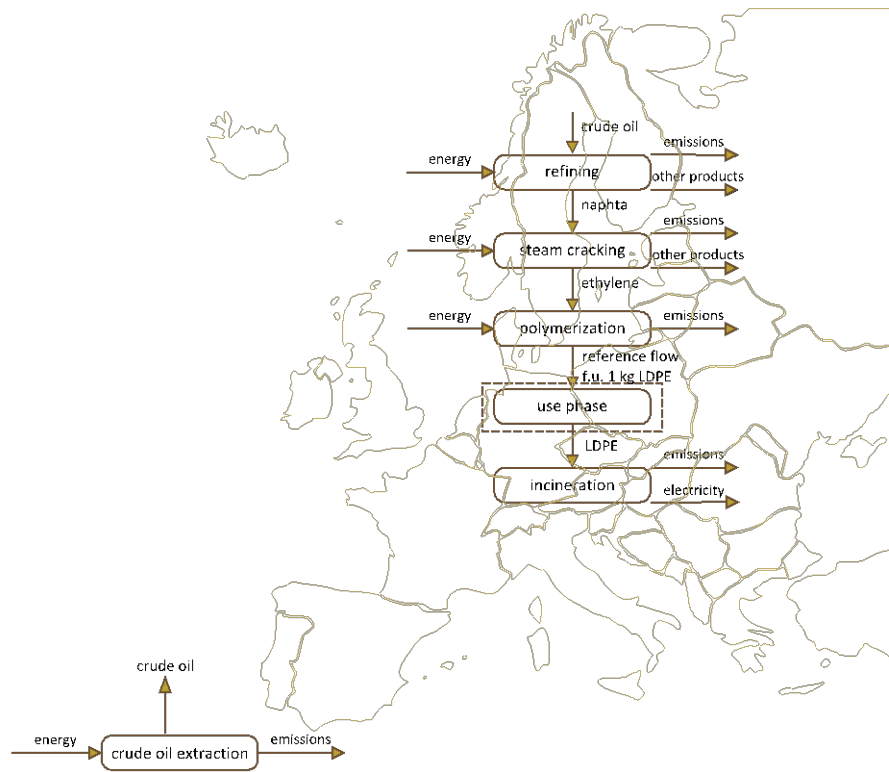 crude oil
emissions
energy
refining
other products
naphta
emissions
energy
steam cracking
other products
ethylene
energy
polymerization
emissions
reference flow
f.u. 1 kg LDPE
use phase
LDPE
emissions
incineration
electricity
crude oil
energy
crude oil extraction
emissions